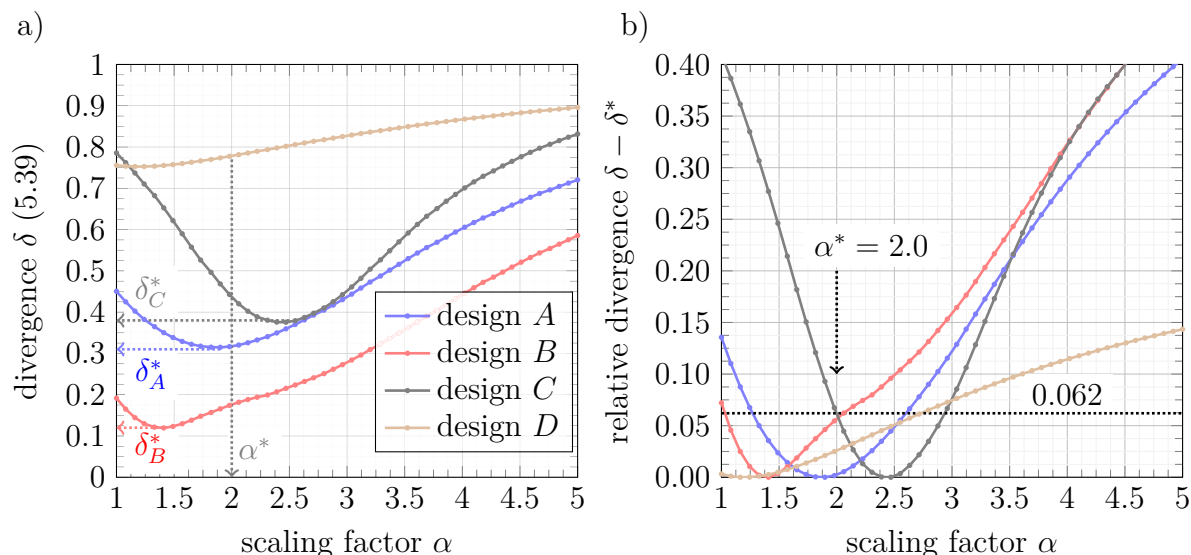 a)
divergence δ (5.39)
1
0.9
0.8
0.7
0.6
0.5
0.4
0.3
0.2
0.1
0
δ*_C
δ*_A
δ*_B
α*
design A
design B
design C
design D
1 1.5 2 2.5 3 3.5 4 4.5 5
scaling factor α
b)
relative divergence δ − δ*
0.40
0.35
0.30
0.25
0.20
0.15
0.10
0.05
0.00
α* = 2.0
0.062
1 1.5 2 2.5 3 3.5 4 4.5 5
scaling factor α